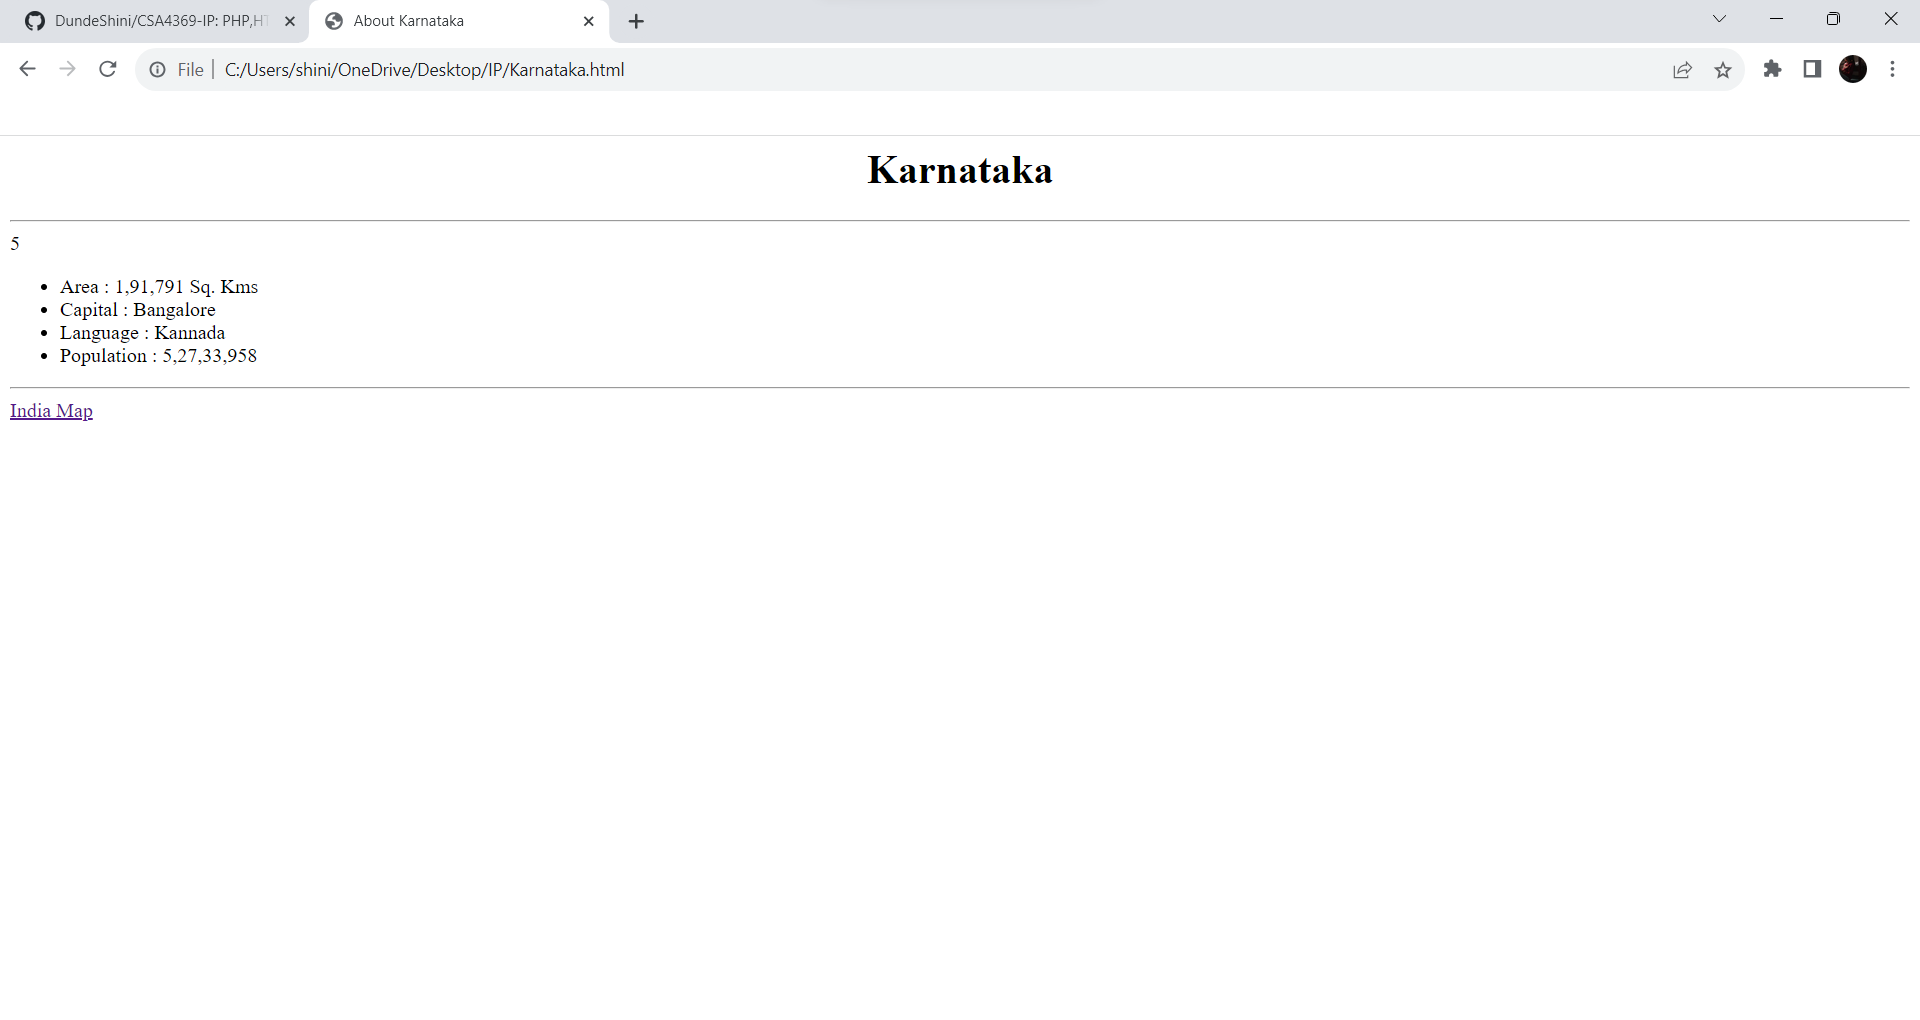 DundeShini/CSA4369-IP: PHP,HT
About Karnataka
File
C:/Users/shini/OneDrive/Desktop/IP/Karnataka.html
Karnataka
5
Area : 1,91,791 Sq. Kms
Capital : Bangalore
Language : Kannada
Population : 5,27,33,958
India Map